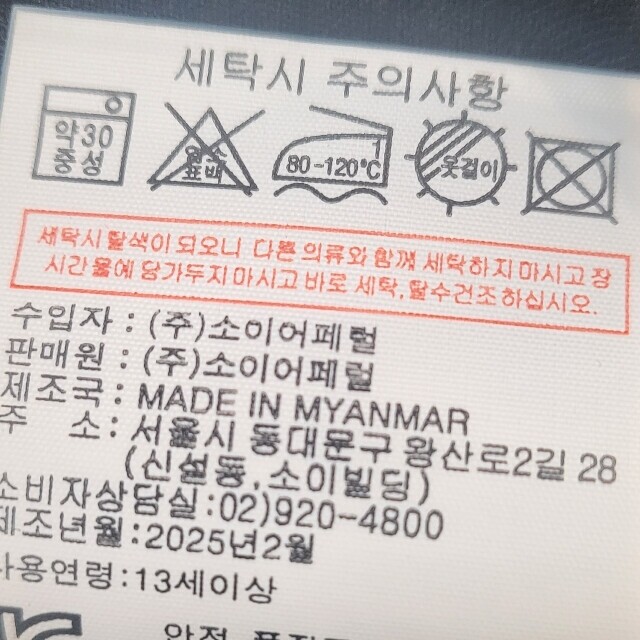 세탁시 주의사항
약30
중성
염소
표백
1
80-120℃
옷걸이
세탁시 탈색이 되오니 다른 의류와 함께 세탁하지 마시고 장
시간 물에 담가두지 마시고 바로 세탁, 탈수건조 하십시오.
수입자 : (주)소이어페럴
판매원 : (주)소이어페럴
제조국 : MADE IN MYANMAR
주 소 : 서울시 동대문구 왕산로2길 28
(신설동,소이빌딩)
소비자상담실:02)920-4800
제조년월:2025년2월
사용연령:13세이상